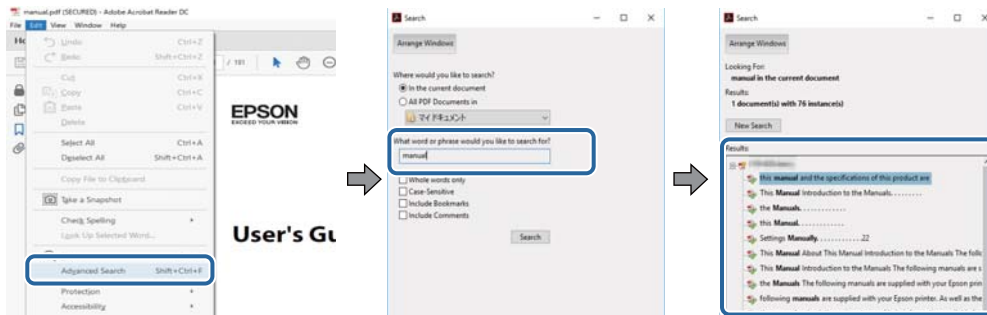 manual.pdf (SECURED) - Adobe Acrobat Reader DC
File Edit View Window Help
Undo Ctrl+Z
Redo Shift+Ctrl+Z
Cut Ctrl+X
Copy Ctrl+C
Paste Ctrl+V
Delete
Select All Ctrl+A
Deselect All Shift+Ctrl+A
Copy File to Clipboard
Take a Snapshot
Check Spelling
Look Up Selected Word...
Advanced Search Shift+Ctrl+F
Protection
Accessibility
/ 181
EPSON
EXCEED YOUR VISION
User's Gu
Search
Arrange Windows
Where would you like to search?
In the current document
All PDF Documents in
マイドキュメント
What word or phrase would you like to search for?
manual
Whole words only
Case-Sensitive
Include Bookmarks
Include Comments
Search
Search
Arrange Windows
Looking For:
manual in the current document
Results:
1 document(s) with 76 instance(s)
New Search
Results:
this manual and the specifications of this product are
This Manual Introduction to the Manuals. . . . . . . . .
the Manuals. . . . . . . . . . . .
this Manual. . . . . . . . . . . .
Settings Manually. . . . . . . . . . . .22
This Manual About This Manual Introduction to the Manuals The follo
This Manual Introduction to the Manuals The following manuals are s
the Manuals The following manuals are supplied with your Epson prin
following manuals are supplied with your Epson printer. As well as the